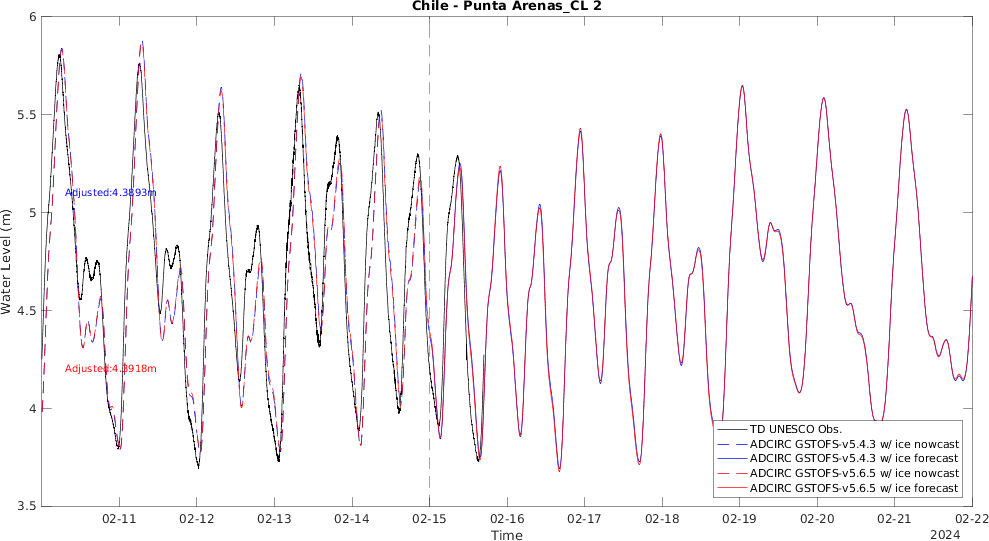 Chile - Punta Arenas_CL 2
Water Level (m)
6
5.5
5
4.5
4
3.5
Adjusted:4.3893m
Adjusted:4.3918m
TD UNESCO Obs.
ADCIRC GSTOFS-v5.4.3 w/ ice nowcast
ADCIRC GSTOFS-v5.4.3 w/ ice forecast
ADCIRC GSTOFS-v5.6.5 w/ ice nowcast
ADCIRC GSTOFS-v5.6.5 w/ ice forecast
02-11 02-12 02-13 02-14 02-15 02-16 02-17 02-18 02-19 02-20 02-21 02-22
Time
2024